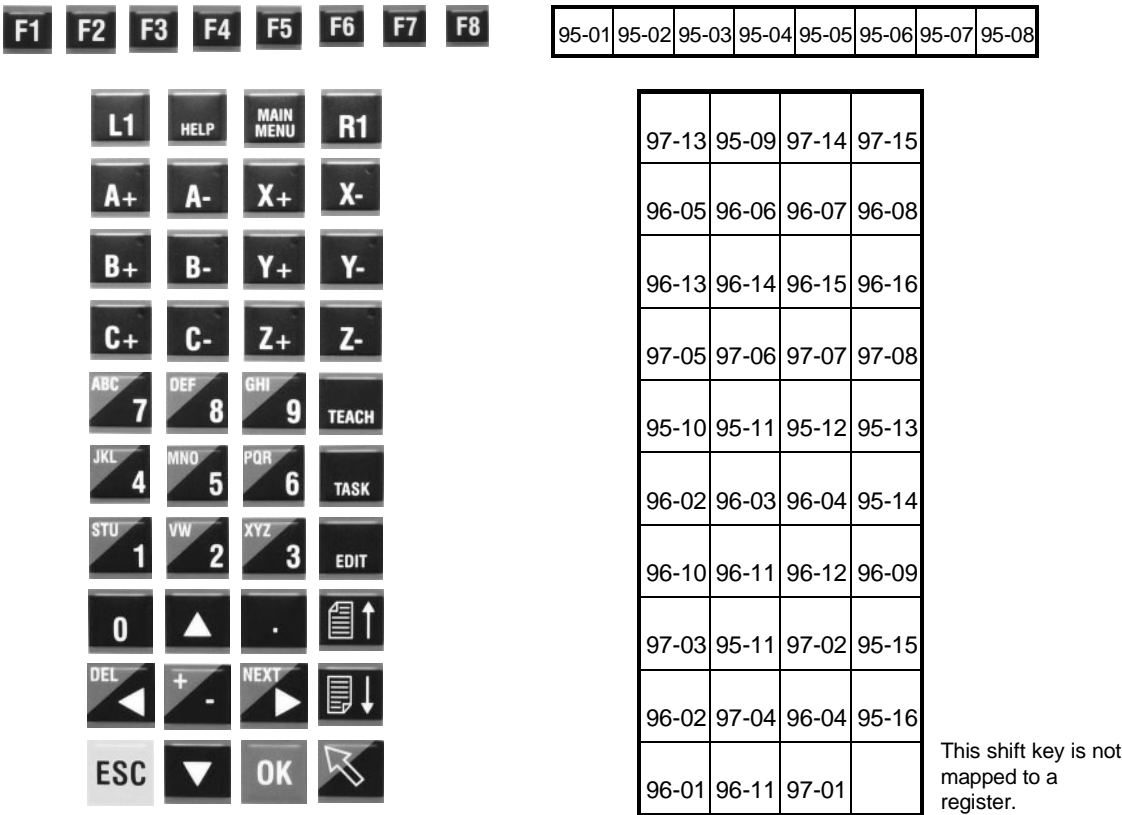 F1 F2 F3 F4 F5 F6 F7 F8
95-01 95-02 95-03 95-04 95-05 95-06 95-07 95-08
L1 HELP MAIN MENU R1
97-13 95-09 97-14 97-15
A+ A- X+ X-
96-05 96-06 96-07 96-08
B+ B- Y+ Y-
96-13 96-14 96-15 96-16
C+ C- Z+ Z-
97-05 97-06 97-07 97-08
ABC 7 DEF 8 GHI 9 TEACH
95-10 95-11 95-12 95-13
JKL 4 MNO 5 PQR 6 TASK
96-02 96-03 96-04 95-14
STU 1 VW 2 XYZ 3 EDIT
96-10 96-11 96-12 96-09
0 .
97-03 95-11 97-02 95-15
DEL + - NEXT
96-02 97-04 96-04 95-16
ESC OK
96-01 96-11 97-01
This shift key is not
mapped to a
register.